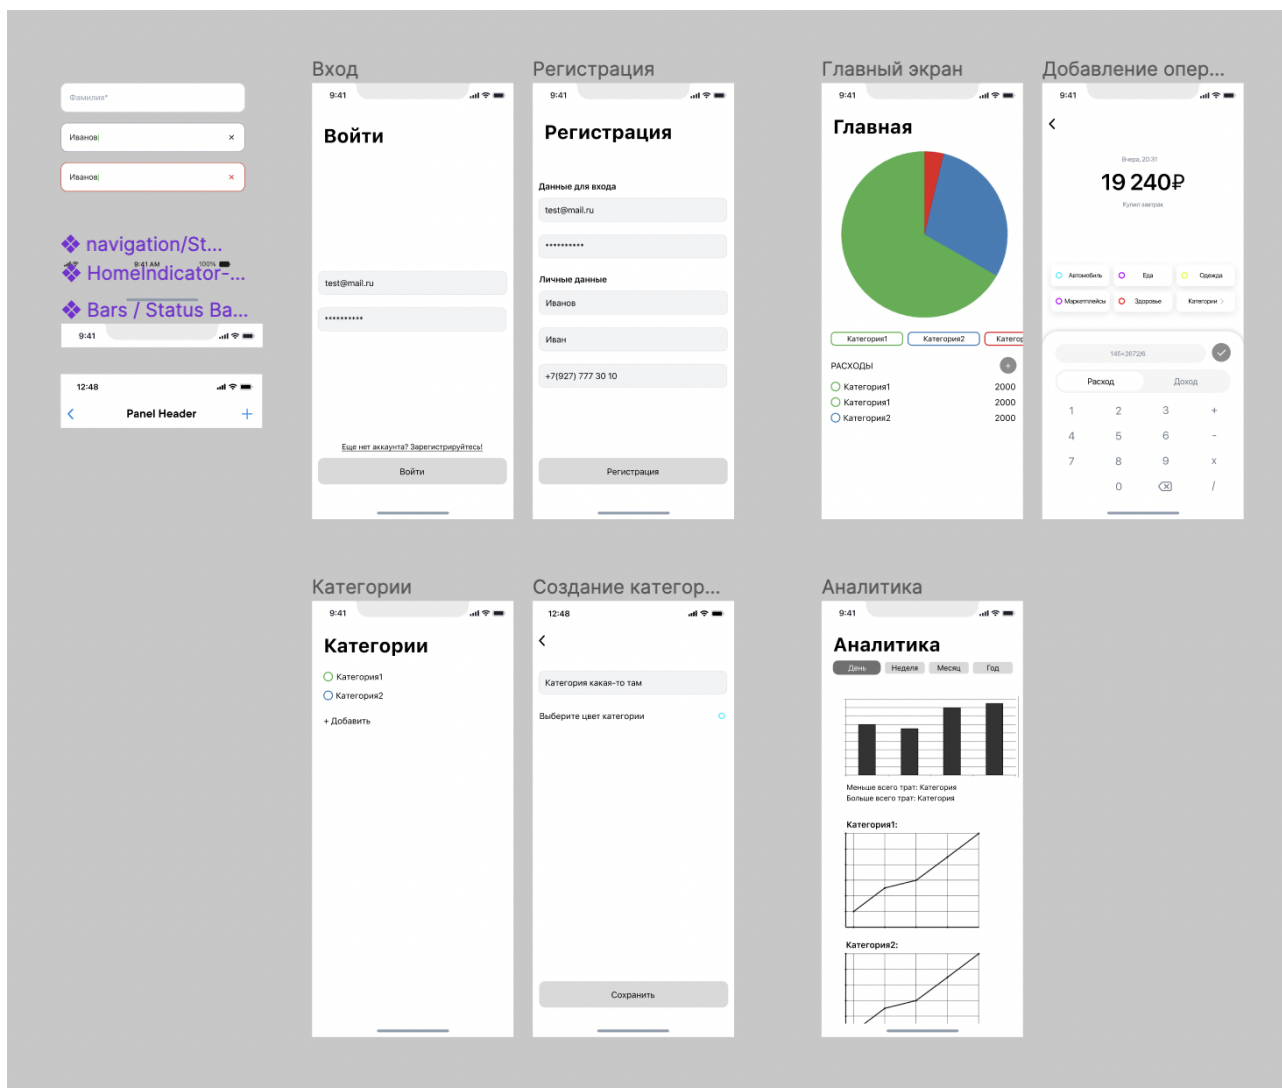 Фамилия*
Иванов
×
Иванов
×
navigation/St...
9:41 AM
100%
HomeIndicator-...
Bars / Status Ba...
9:41
12:48
Panel Header
+
Вход
9:41
Войти
test@mail.ru
**********
Еще нет аккаунта? Зарегистрируйтесь!
Войти
Регистрация
9:41
Регистрация
Данные для входа
test@mail.ru
**********
Личные данные
Иванов
Иван
+7(927) 777 30 10
Регистрация
Главный экран
9:41
Главная
Категория1 Категория2 Категор
РАСХОДЫ +
Категория1 2000
Категория1 2000
Категория2 2000
Добавление опер...
9:41
Вчера, 20:31
19 240₽
Купил завтрак
Автомобиль Еда Одежда
Маркетплейсы Здоровье Категории >
145+2672/6
Расход Доход
1 2 3 +
4 5 6 -
7 8 9 x
0 /
Категории
9:41
Категории
Категория1
Категория2
+ Добавить
Создание категор...
12:48
Категория какая-то там
Выберите цвет категории
Сохранить
Аналитика
9:41
Аналитика
День Неделя Месяц Год
Меньше всего трат: Категория
Больше всего трат: Категория
Категория1:
Категория2: